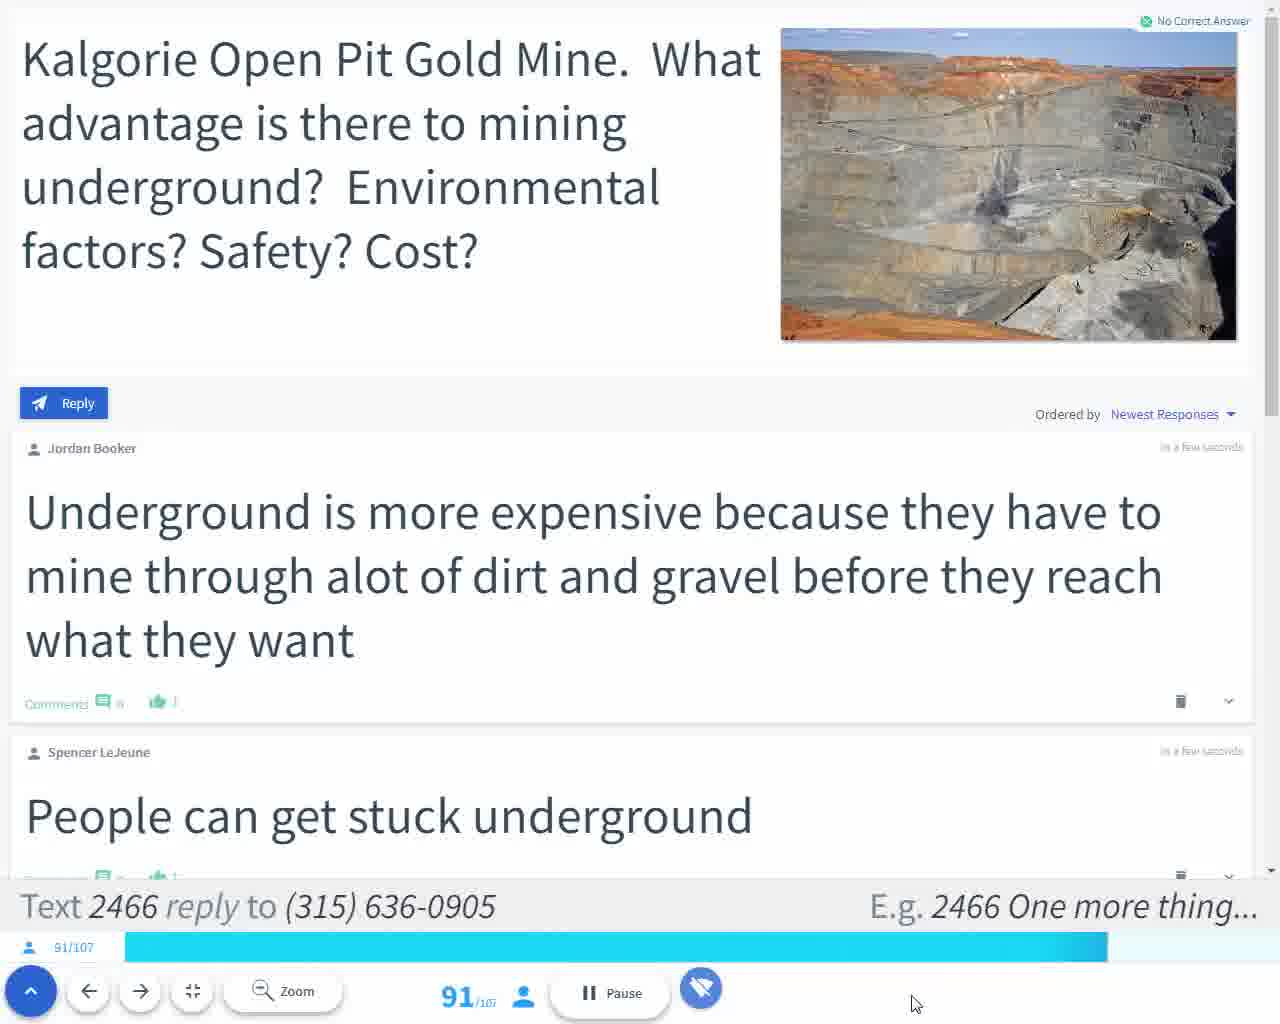 No Correct Answer
Kalgorie Open Pit Gold Mine. What
advantage is there to mining
underground? Environmental
factors? Safety? Cost?
Reply
Ordered by Newest Responses
Jordan Booker
in a few seconds
Underground is more expensive because they have to
mine through alot of dirt and gravel before they reach
what they want
Comments 0 1
Spencer LeJeune
in a few seconds
People can get stuck underground
Text 2466 reply to (315) 636-0905
E.g. 2466 One more thing...
91/107
Zoom
91/107
Pause